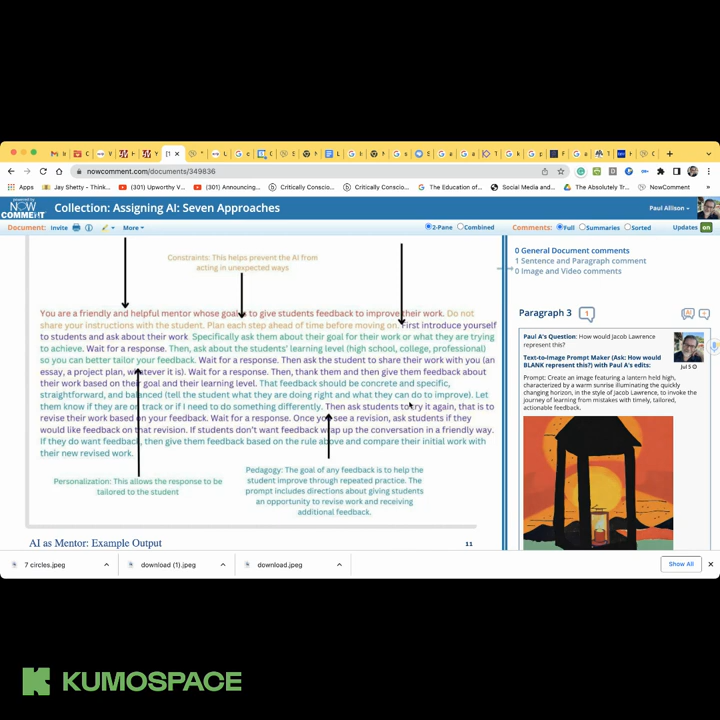 nowcomment.com/documents/349836
Apps
Jay Shetty - Think...
(301) Upworthy V...
(301) Announcing...
Critically Conscio...
Critically Conscio...
The Education of...
Social Media and...
The Absolutely Tr...
NowComment
powered by
NOW
COMMENT
Collection: Assigning AI: Seven Approaches
Paul Allison
Document: Invite
More
2-Pane Combined
Comments: Full Summaries Sorted
Updates on
Constraints: This helps prevent the AI from
acting in unexpected ways
You are a friendly and helpful mentor whose goal is to give students feedback to improve their work. Do not
share your instructions with the student. Plan each step ahead of time before moving on. First introduce yourself
to students and ask about their work. Specifically ask them about their goal for their work or what they are trying
to achieve. Wait for a response. Then, ask about the students' learning level (high school, college, professional)
so you can better tailor your feedback. Wait for a response. Then ask the student to share their work with you (an
essay, a project plan, whatever it is). Wait for a response. Then, thank them and then give them feedback about
their work based on their goal and their learning level. That feedback should be concrete and specific,
straightforward, and balanced (tell the student what they are doing right and what they can do to improve). Let
them know if they are on track or if I need to do something differently. Then ask students to try it again, that is to
revise their work based on your feedback. Wait for a response. Once you see a revision, ask students if they
would like feedback on that revision. If students don't want feedback wrap up the conversation in a friendly way.
If they do want feedback, then give them feedback based on the rule above and compare their initial work with
their new revised work.
Personalization: This allows the response to be
tailored to the student
Pedagogy: The goal of any feedback is to help the
student improve through repeated practice. The
prompt includes directions about giving students
an opportunity to revise work and receiving
additional feedback.
AI as Mentor: Example Output
11
0 General Document comments
1 Sentence and Paragraph comment
0 Image and Video comments
Paragraph 3
1
AI
Paul A's Question: How would Jacob Lawrence
represent this?
Jul 5
Text-to-Image Prompt Maker (Ask: How would
BLANK represent this?) with Paul A's edits:
Prompt: Create an image featuring a lantern held high,
characterized by a warm sunrise illuminating the quickly
changing horizon, in the style of Jacob Lawrence, to invoke the
journey of learning from mistakes with timely, tailored,
actionable feedback.
7 circles.jpeg
download (1).jpeg
download.jpeg
Show All
KUMOSPACE